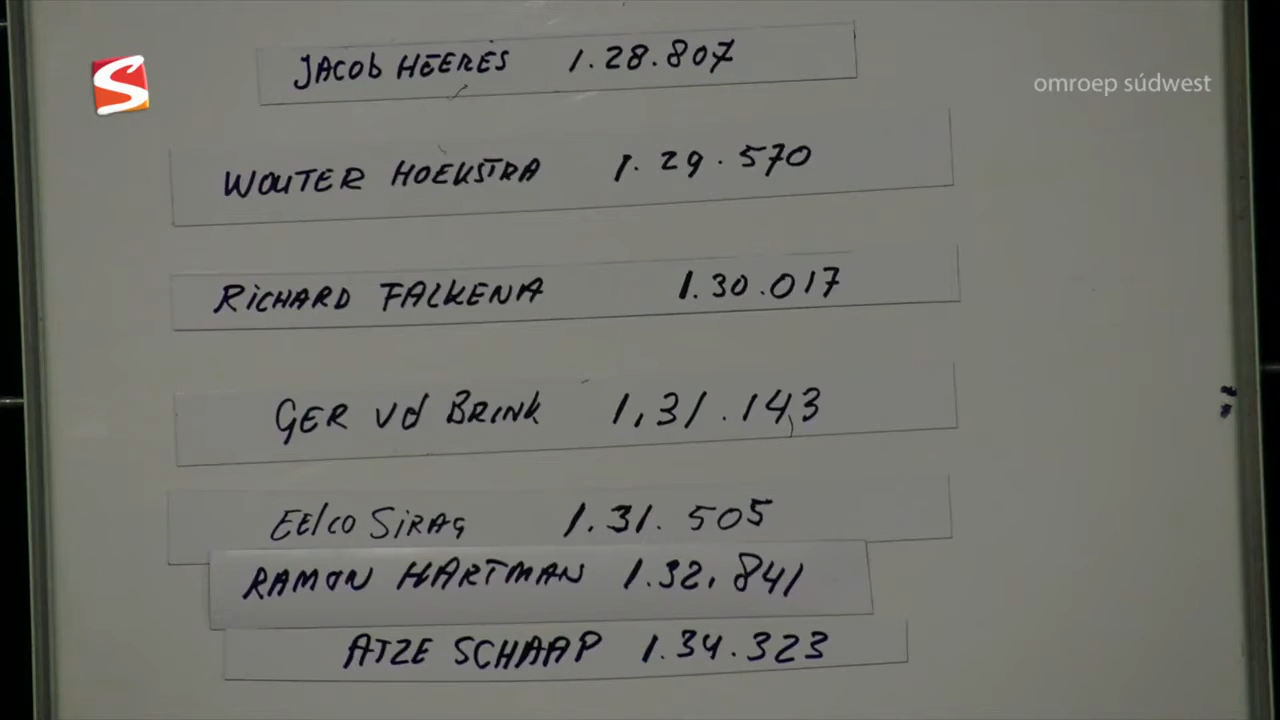 S
omroep súdwest
JACOB HEERES 1.28.807
WOUTER HOEKSTRA 1.29.570
RICHARD FALKENA 1.30.017
GER vd BRINK 1,31.143
EElco SiRAG 1.31.505
RAMON HARTMAN 1.32.841
ATZE SCHAAP 1.34.323